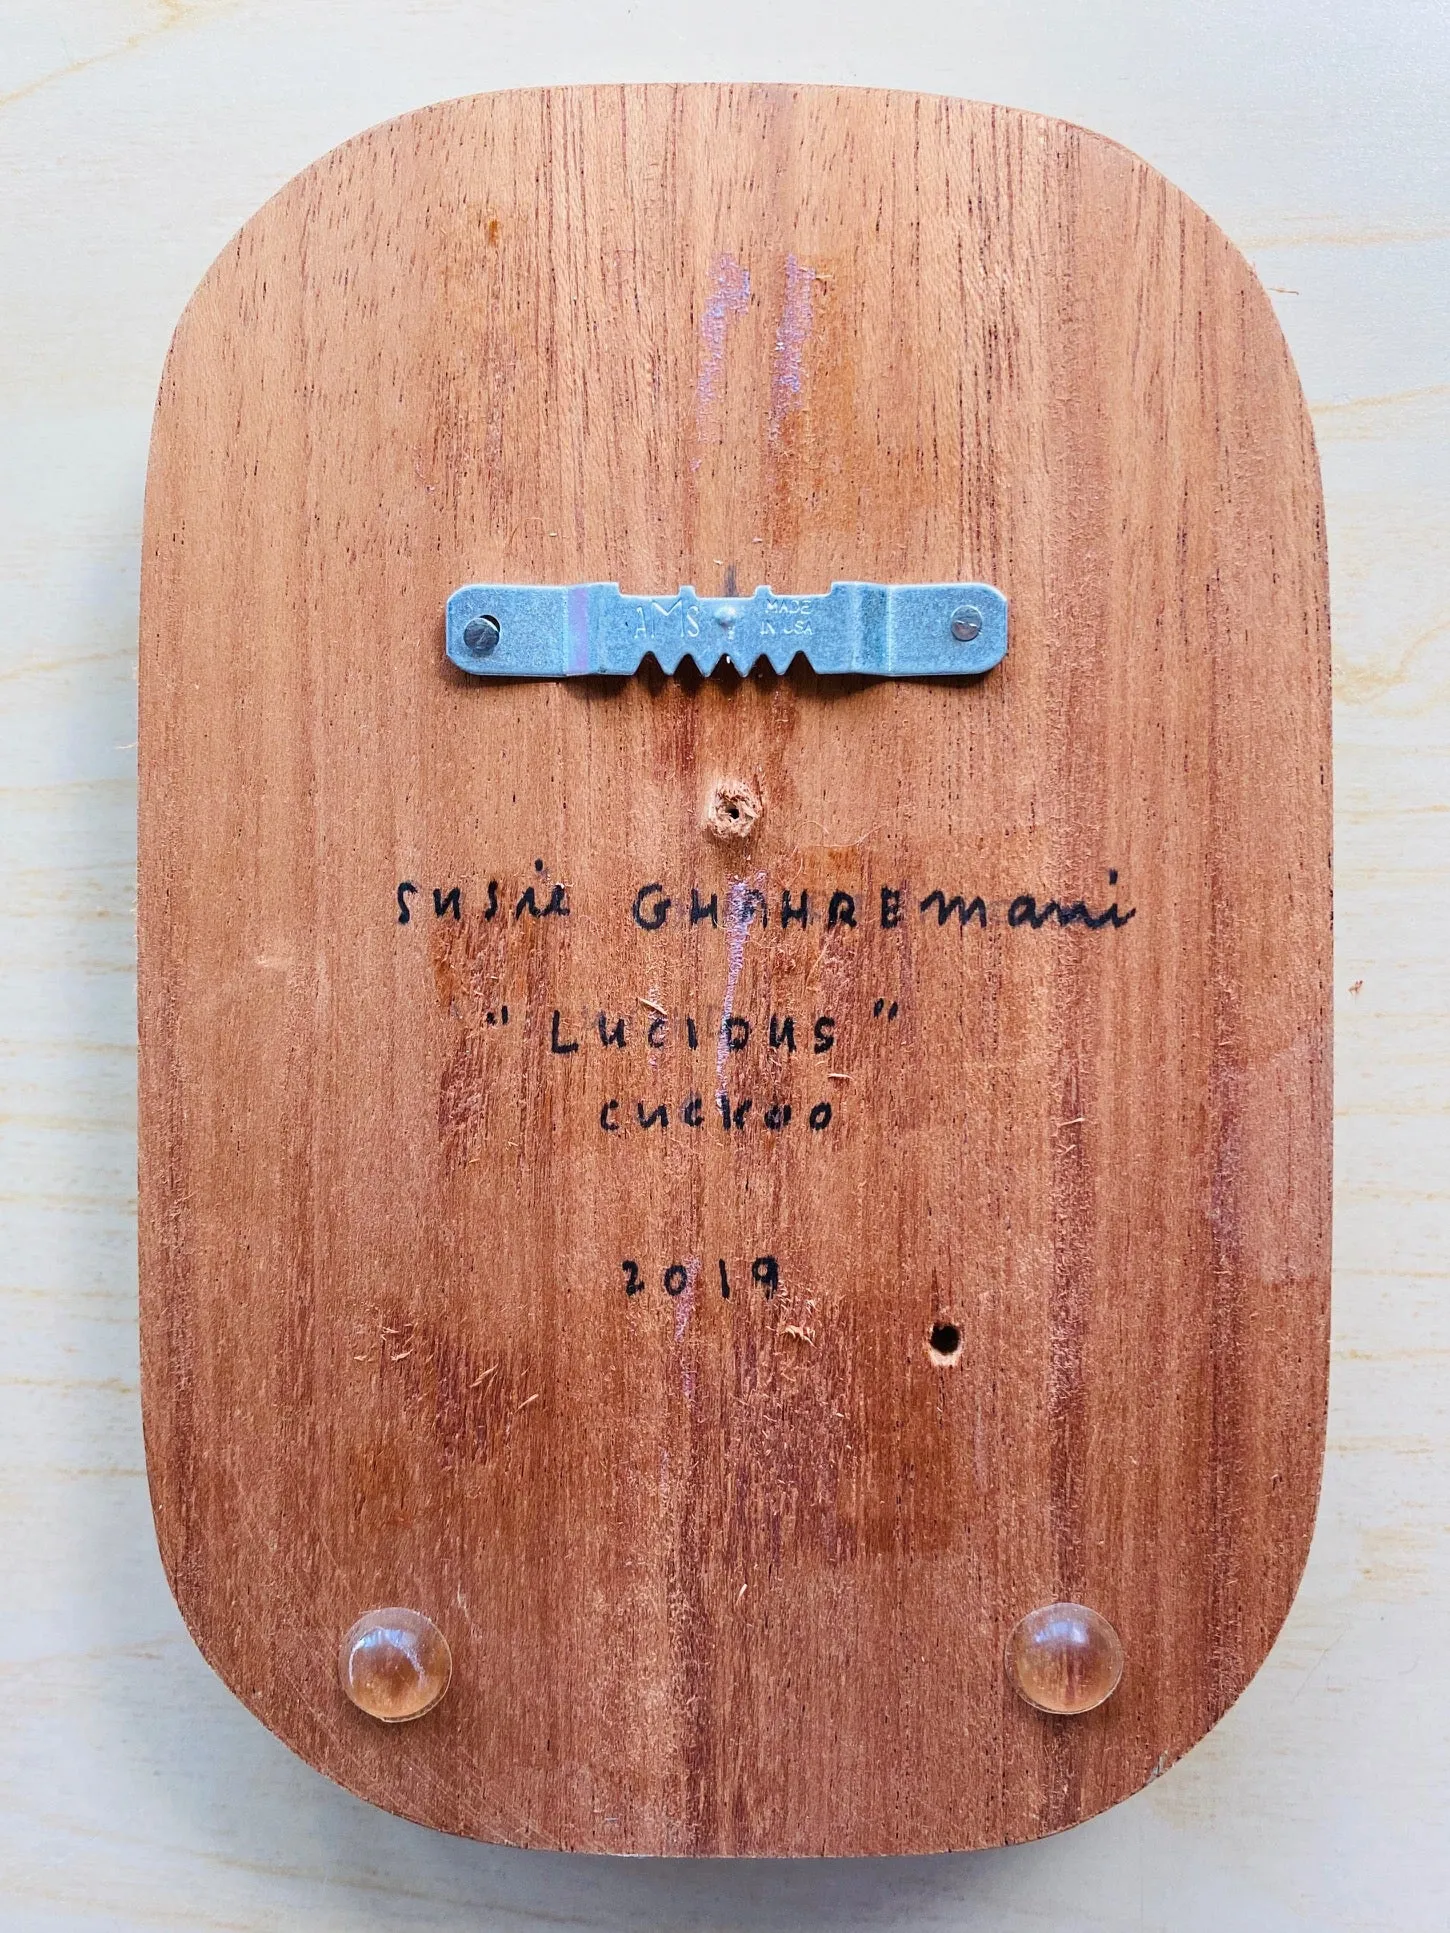 AMS MADE
IN USA
Susie GHAHREMani
"LUCIOUS"
cuckoo
2019